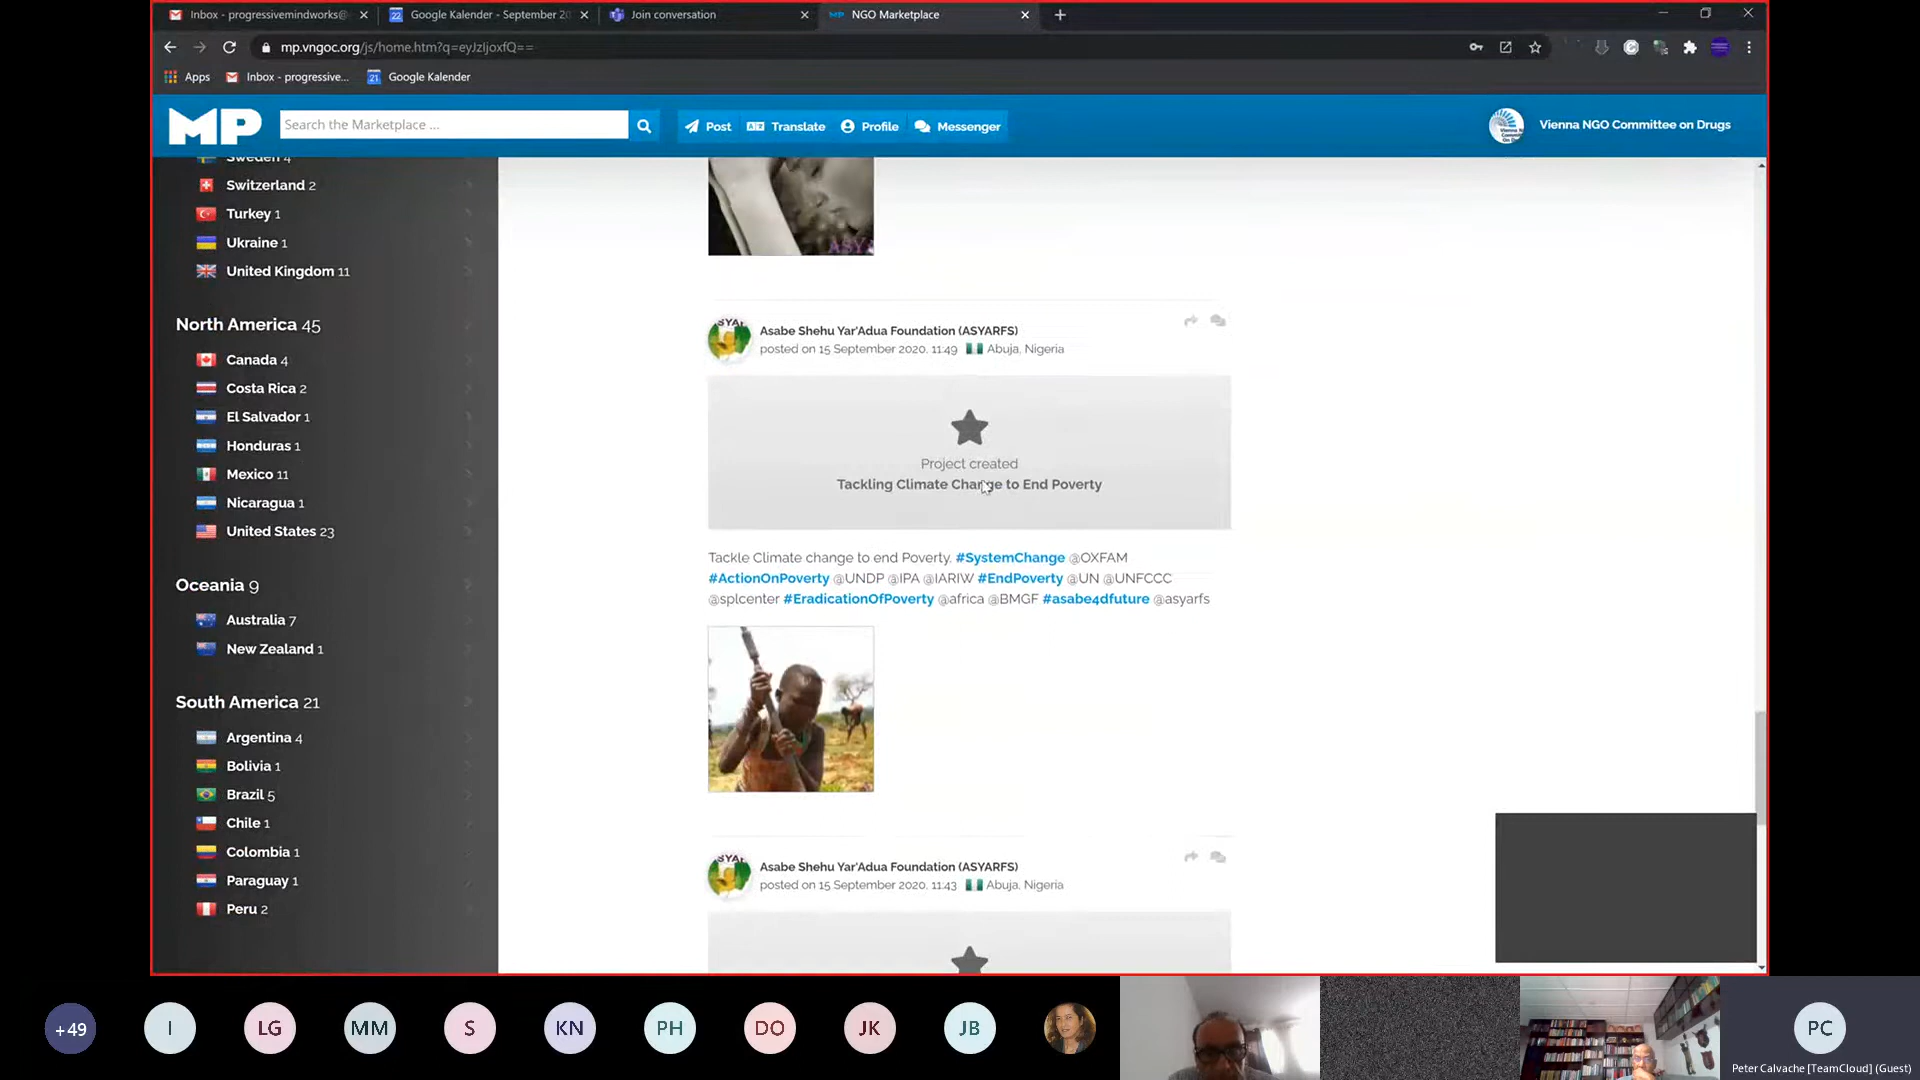 Inbox - progressivemindworks@
Google Kalender - September 20
Join conversation
NGO Marketplace
mp.vngoc.org/js/home.htm?q=eyJzIjoxfQ==
Apps
Inbox - progressive...
Google Kalender
MP
Search the Marketplace ...
Post
Translate
Profile
Messenger
Vienna NGO Committee on Drugs
Sweden 4
Switzerland 2
Turkey 1
Ukraine 1
United Kingdom 11
North America 45
Canada 4
Costa Rica 2
El Salvador 1
Honduras 1
Mexico 11
Nicaragua 1
United States 23
Oceania 9
Australia 7
New Zealand 1
South America 21
Argentina 4
Bolivia 1
Brazil 5
Chile 1
Colombia 1
Paraguay 1
Peru 2
Asabe Shehu Yar'Adua Foundation (ASYARFS)
posted on 15 September 2020, 11:49 Abuja, Nigeria
Project created
Tackling Climate Change to End Poverty
Tackle Climate change to end Poverty. #SystemChange @OXFAM
#ActionOnPoverty @UNDP @IPA @IARIW #EndPoverty @UN @UNFCCC
@splcenter #EradicationOfPoverty @africa @BMGF #asabe4dfuture @asyarfs
Asabe Shehu Yar'Adua Foundation (ASYARFS)
posted on 15 September 2020, 11:43 Abuja, Nigeria
+49
I
LG
MM
S
KN
PH
DO
JK
JB
PC
Peter Calvache [TeamCloud] (Guest)